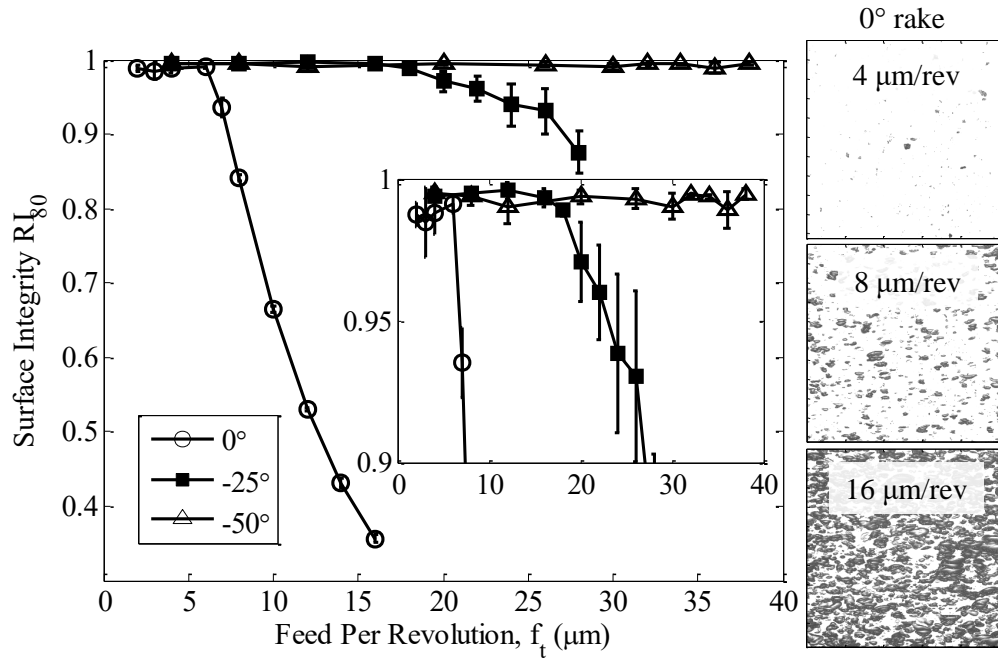 0° rake
1
0.9
0.8
0.7
0.6
0.5
0.4
Surface Integrity RI80
0 5 10 15 20 25 30 35 40
Feed Per Revolution, ft (μm)
0°
-25°
-50°
1
0.95
0.9
0 10 20 30 40
4 μm/rev
8 μm/rev
16 μm/rev